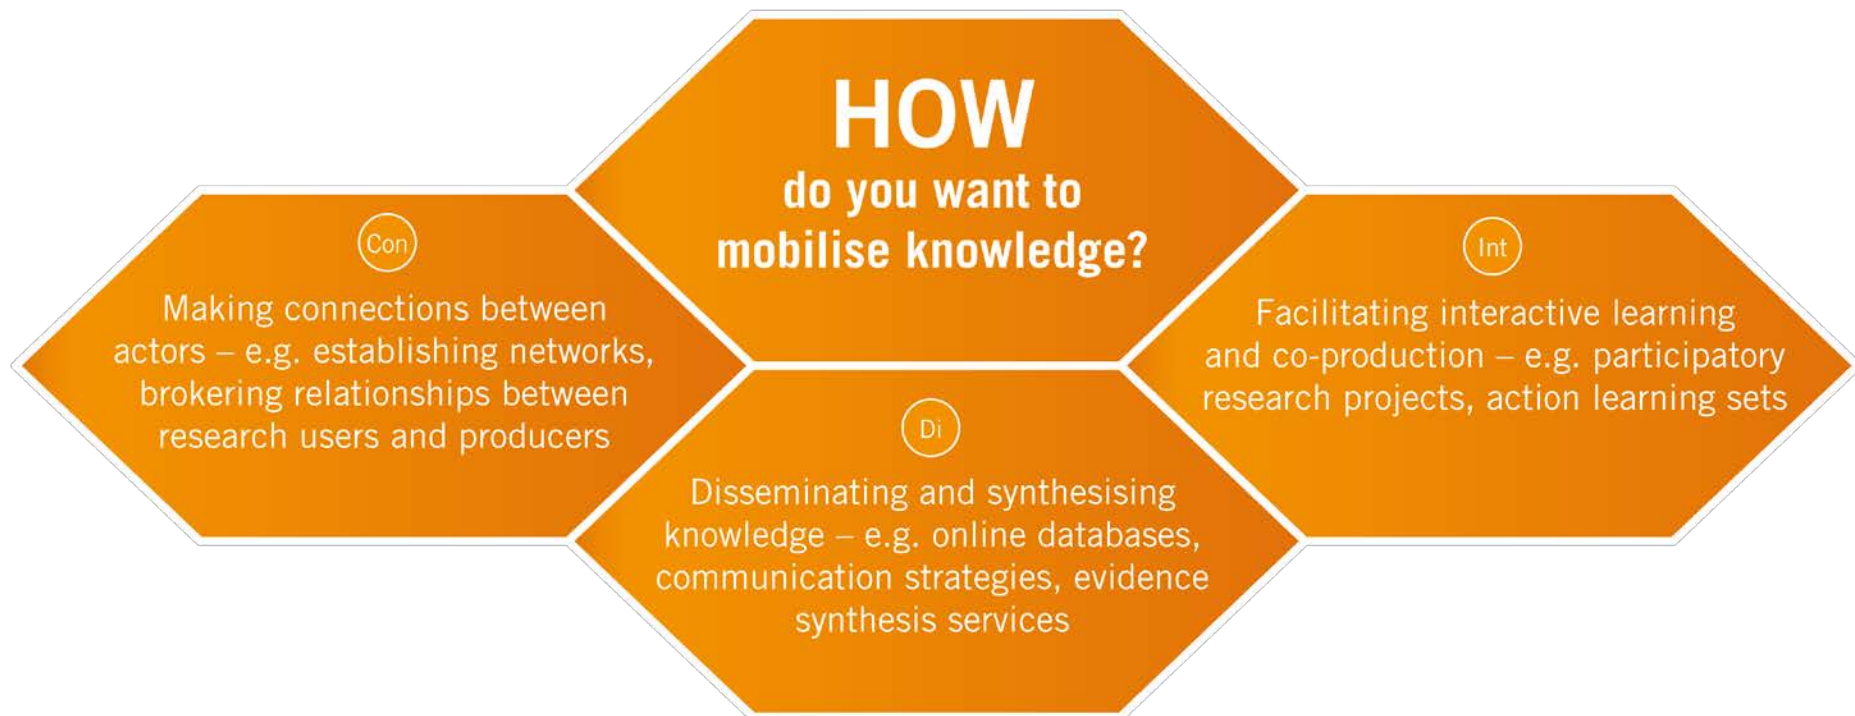 HOW
do you want to
mobilise knowledge?
Con
Making connections between
actors – e.g. establishing networks,
brokering relationships between
research users and producers
Di
Disseminating and synthesising
knowledge – e.g. online databases,
communication strategies, evidence
synthesis services
Int
Facilitating interactive learning
and co-production – e.g. participatory
research projects, action learning sets